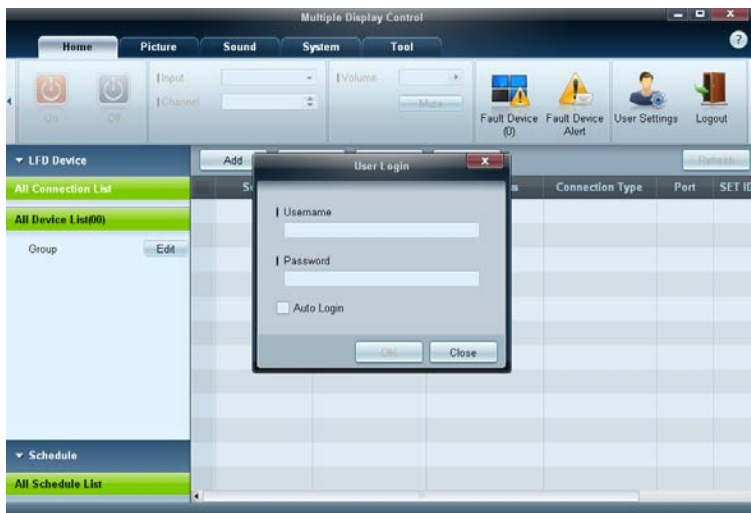 Multiple Display Control
Home Picture Sound System Tool
?
Input
Channel
Volume
Mute
On Off
Fault Device (0)
Fault Device Alert
User Settings
Logout
LFD Device
All Connection List
All Device List(00)
Group
Edit
Add
Refresh
Connection Type Port SET ID
User Login
Username
Password
Auto Login
OK Close
Schedule
All Schedule List